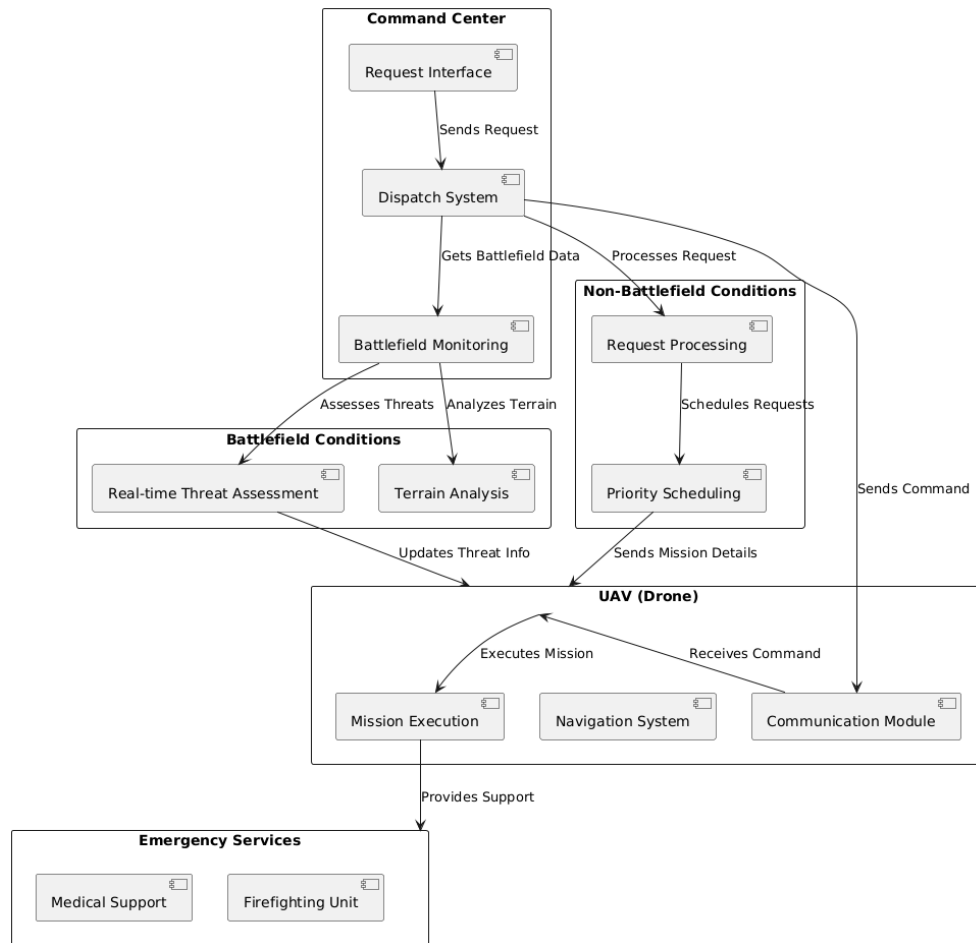 Command Center
Request Interface
Sends Request
Dispatch System
Gets Battlefield Data
Processes Request
Non-Battlefield Conditions
Battlefield Monitoring
Request Processing
Assesses Threats
Analyzes Terrain
Schedules Requests
Battlefield Conditions
Real-time Threat Assessment
Terrain Analysis
Priority Scheduling
Sends Command
Updates Threat Info
Sends Mission Details
UAV (Drone)
Executes Mission
Receives Command
Mission Execution
Navigation System
Communication Module
Provides Support
Emergency Services
Medical Support
Firefighting Unit